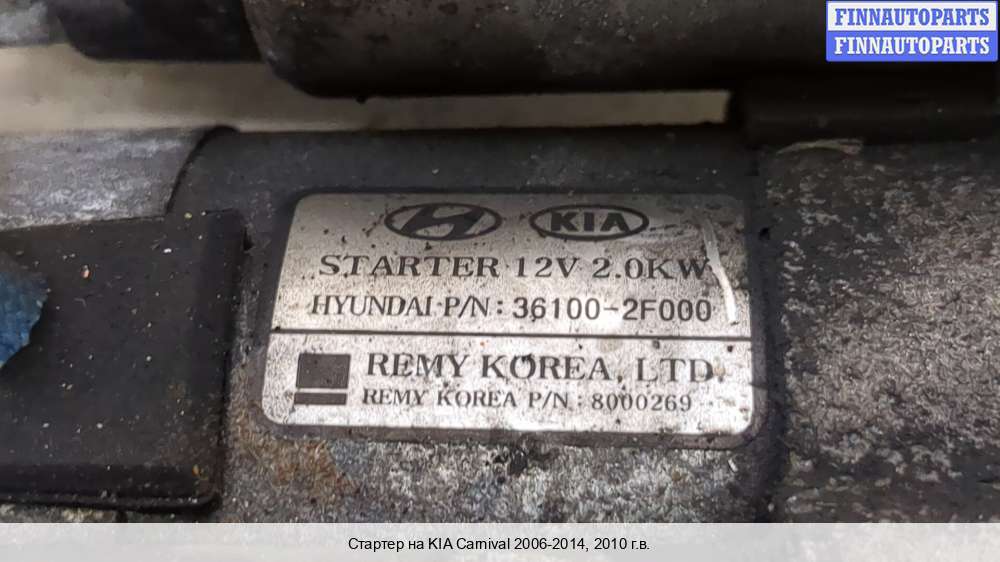 FINNAUTOPARTS
FINNAUTOPARTS
KIA
STARTER 12V 2.0KW
HYUNDAI P/N: 36100-2F000
REMY KOREA, LTD.
REMY KOREA P/N : 8000269
Стартер на KIA Carnival 2006-2014, 2010 г.в.